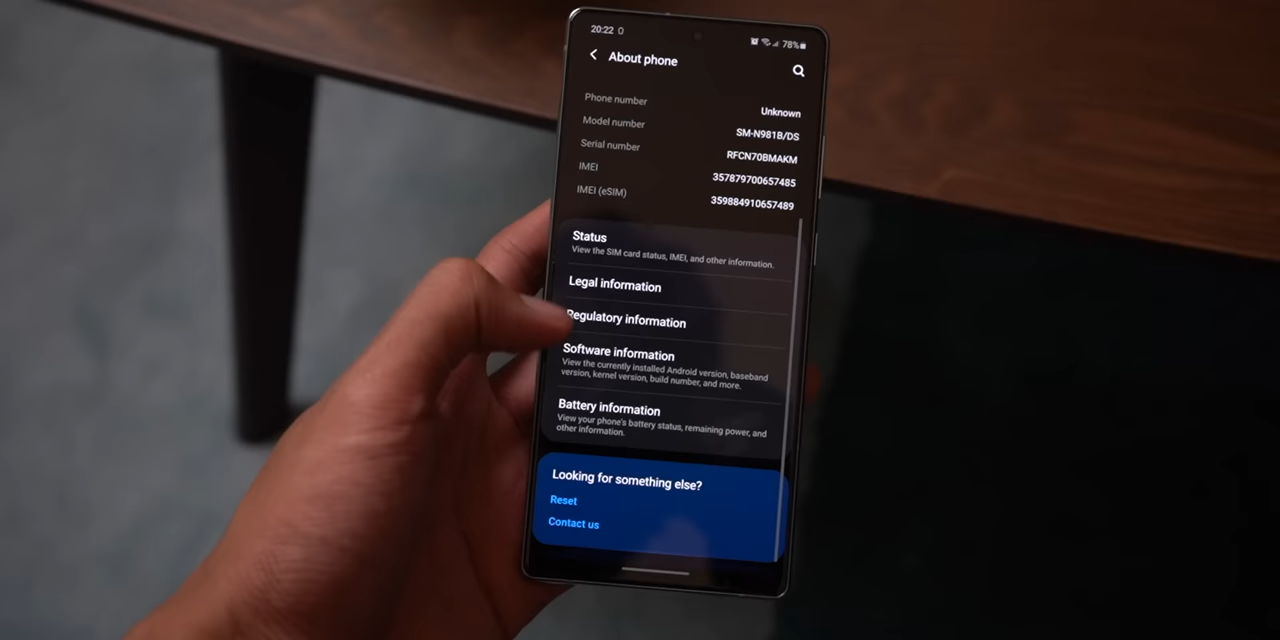 20:22
78%
About phone
Phone number
Unknown
Model number
SM-N981B/DS
Serial number
RFCN70BMAKM
IMEI
357879700657485
IMEI (eSIM)
359884910657489
Status
View the SIM card status, IMEI, and other information.
Legal information
Regulatory information
Software information
View the currently installed Android version, baseband
version, kernel version, build number, and more.
Battery information
View your phone's battery status, remaining power, and
other information.
Looking for something else?
Reset
Contact us